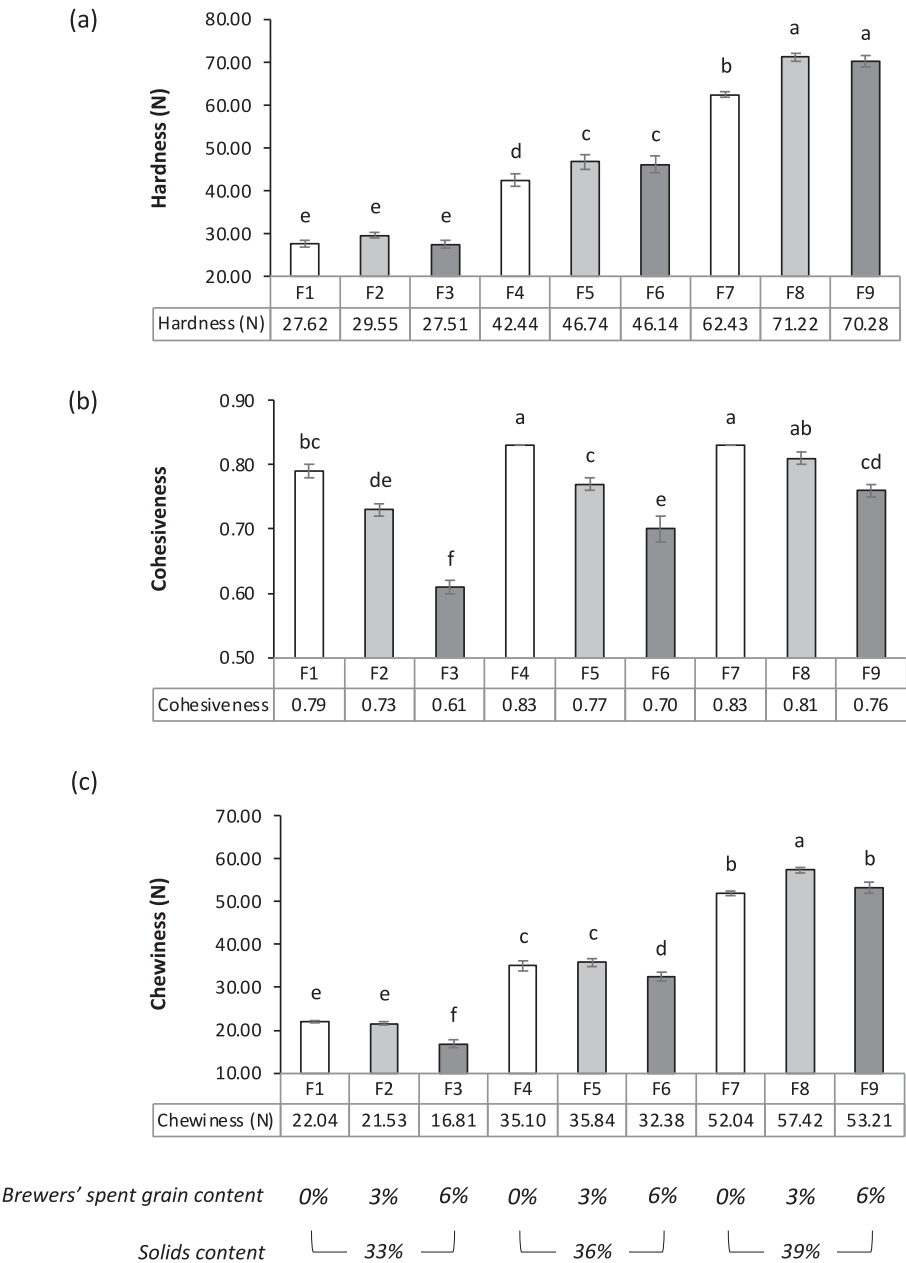 (a)
80.00
70.00
60.00
50.00
40.00
30.00
20.00
Hardness (N)
e e e d c c b a a
F1 F2 F3 F4 F5 F6 F7 F8 F9
Hardness (N) 27.62 29.55 27.51 42.44 46.74 46.14 62.43 71.22 70.28
(b)
0.90
0.80
0.70
0.60
0.50
Cohesiveness
bc de f a c e a ab cd
F1 F2 F3 F4 F5 F6 F7 F8 F9
Cohesiveness 0.79 0.73 0.61 0.83 0.77 0.70 0.83 0.81 0.76
(c)
70.00
60.00
50.00
40.00
30.00
20.00
10.00
Chewiness (N)
e e f c c d b a b
F1 F2 F3 F4 F5 F6 F7 F8 F9
Chewiness (N) 22.04 21.53 16.81 35.10 35.84 32.38 52.04 57.42 53.21
Brewers’ spent grain content 0% 3% 6% 0% 3% 6% 0% 3% 6%
Solids content 33% 36% 39%